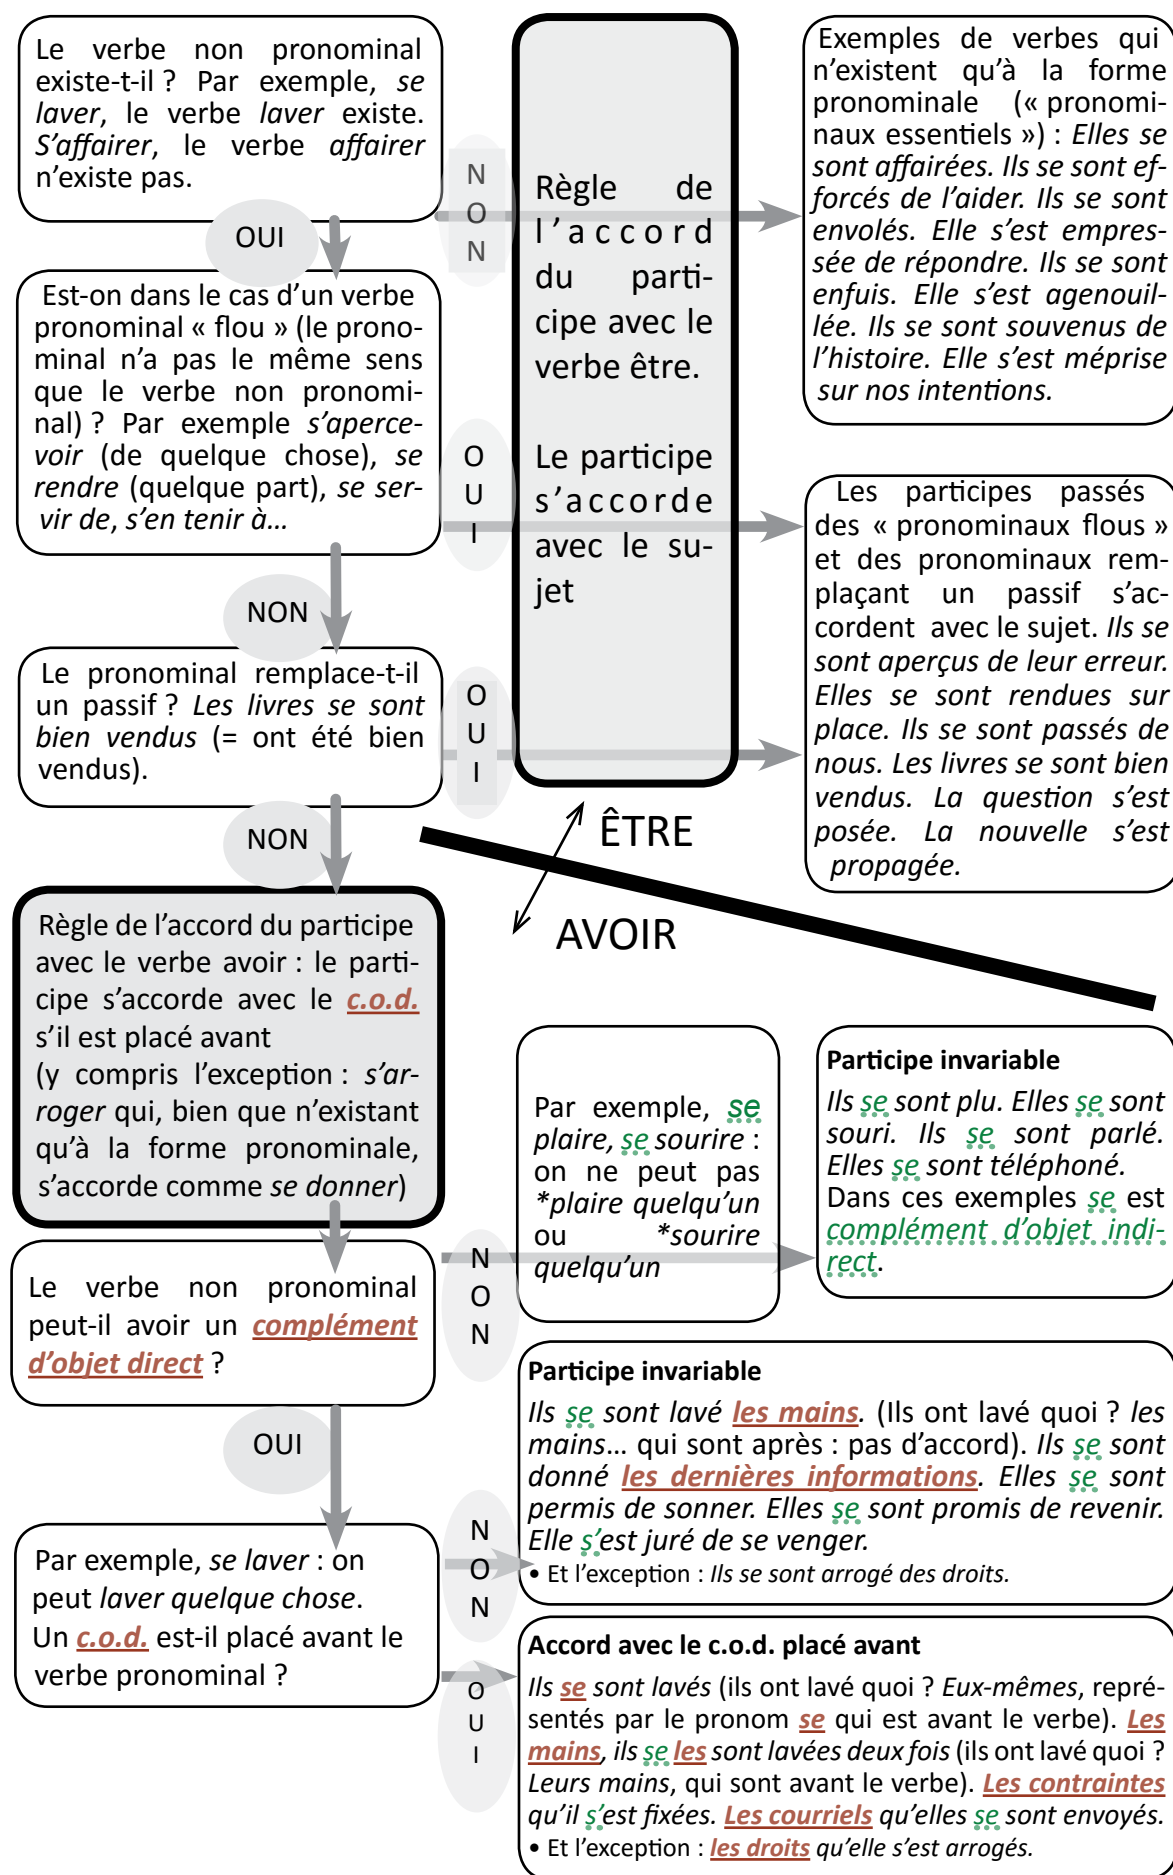 Le verbe non pronominal
existe-t-il ? Par exemple, se
laver, le verbe laver existe.
S'affairer, le verbe affairer
n'existe pas.
N
O
N
OUI
Règle de
l'accord
du parti-
cipe avec le
verbe être.
Le participe
s'accorde
avec le su-
jet
Exemples de verbes qui
n'existent qu'à la forme
pronominale (« pronomi-
naux essentiels ») : Elles se
sont affairées. Ils se sont ef-
forcés de l'aider. Ils se sont
envolés. Elle s'est empres-
sée de répondre. Ils se sont
enfuis. Elle s'est agenouil-
lée. Ils se sont souvenus de
l'histoire. Elle s'est méprise
sur nos intentions.
Est-on dans le cas d'un verbe
pronominal « flou » (le prono-
minal n'a pas le même sens
que le verbe non pronomi-
nal) ? Par exemple s'aperce-
voir (de quelque chose), se
rendre (quelque part), se ser-
vir de, s'en tenir à...
O
U
I
NON
Les participes passés
des « pronominaux flous »
et des pronominaux rem-
plaçant un passif s'ac-
cordent avec le sujet. Ils se
sont aperçus de leur erreur.
Elles se sont rendues sur
place. Ils se sont passés de
nous. Les livres se sont bien
vendus. La question s'est
posée. La nouvelle s'est
propagée.
Le pronominal remplace-t-il
un passif ? Les livres se sont
bien vendus (= ont été bien
vendus).
O
U
I
NON
ÊTRE
AVOIR
Règle de l'accord du participe
avec le verbe avoir : le parti-
cipe s'accorde avec le c.o.d.
s'il est placé avant
(y compris l'exception : s'ar-
roger qui, bien que n'existant
qu'à la forme pronominale,
s'accorde comme se donner)
Le verbe non pronominal
peut-il avoir un complément
d'objet direct ?
N
O
N
Par exemple, se
plaire, se sourire :
on ne peut pas
*plaire quelqu'un
ou *sourire
quelqu'un
Participe invariable
Ils se sont plu. Elles se sont
souri. Ils se sont parlé.
Elles se sont téléphoné.
Dans ces exemples se est
complément d'objet indi-
rect.
OUI
Par exemple, se laver : on
peut laver quelque chose.
Un c.o.d. est-il placé avant le
verbe pronominal ?
N
O
N
Participe invariable
Ils se sont lavé les mains. (Ils ont lavé quoi ? les
mains... qui sont après : pas d'accord). Ils se sont
donné les dernières informations. Elles se sont
permis de sonner. Elles se sont promis de revenir.
Elle s'est juré de se venger.
• Et l'exception : Ils se sont arrogé des droits.
O
U
I
Accord avec le c.o.d. placé avant
Ils se sont lavés (ils ont lavé quoi ? Eux-mêmes, repré-
sentés par le pronom se qui est avant le verbe). Les
mains, ils se les sont lavées deux fois (ils ont lavé quoi ?
Leurs mains, qui sont avant le verbe). Les contraintes
qu'il s'est fixées. Les courriels qu'elles se sont envoyés.
• Et l'exception : les droits qu'elle s'est arrogés.